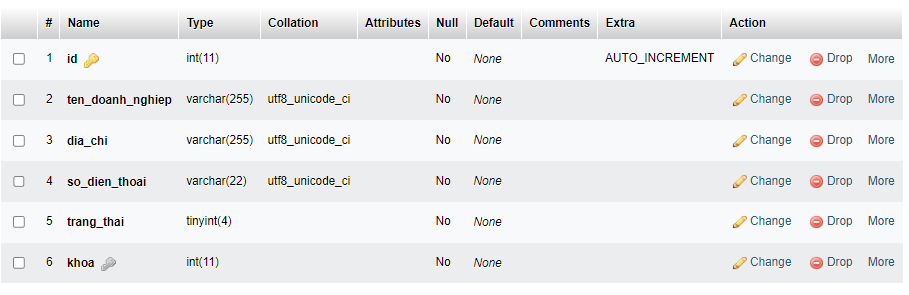 # Name Type Collation Attributes Null Default Comments Extra Action
1 id int(11) No None AUTO_INCREMENT Change Drop More
2 ten_doanh_nghiep varchar(255) utf8_unicode_ci No None Change Drop More
3 dia_chi varchar(255) utf8_unicode_ci No None Change Drop More
4 so_dien_thoai varchar(22) utf8_unicode_ci No None Change Drop More
5 trang_thai tinyint(4) No None Change Drop More
6 khoa int(11) No None Change Drop More